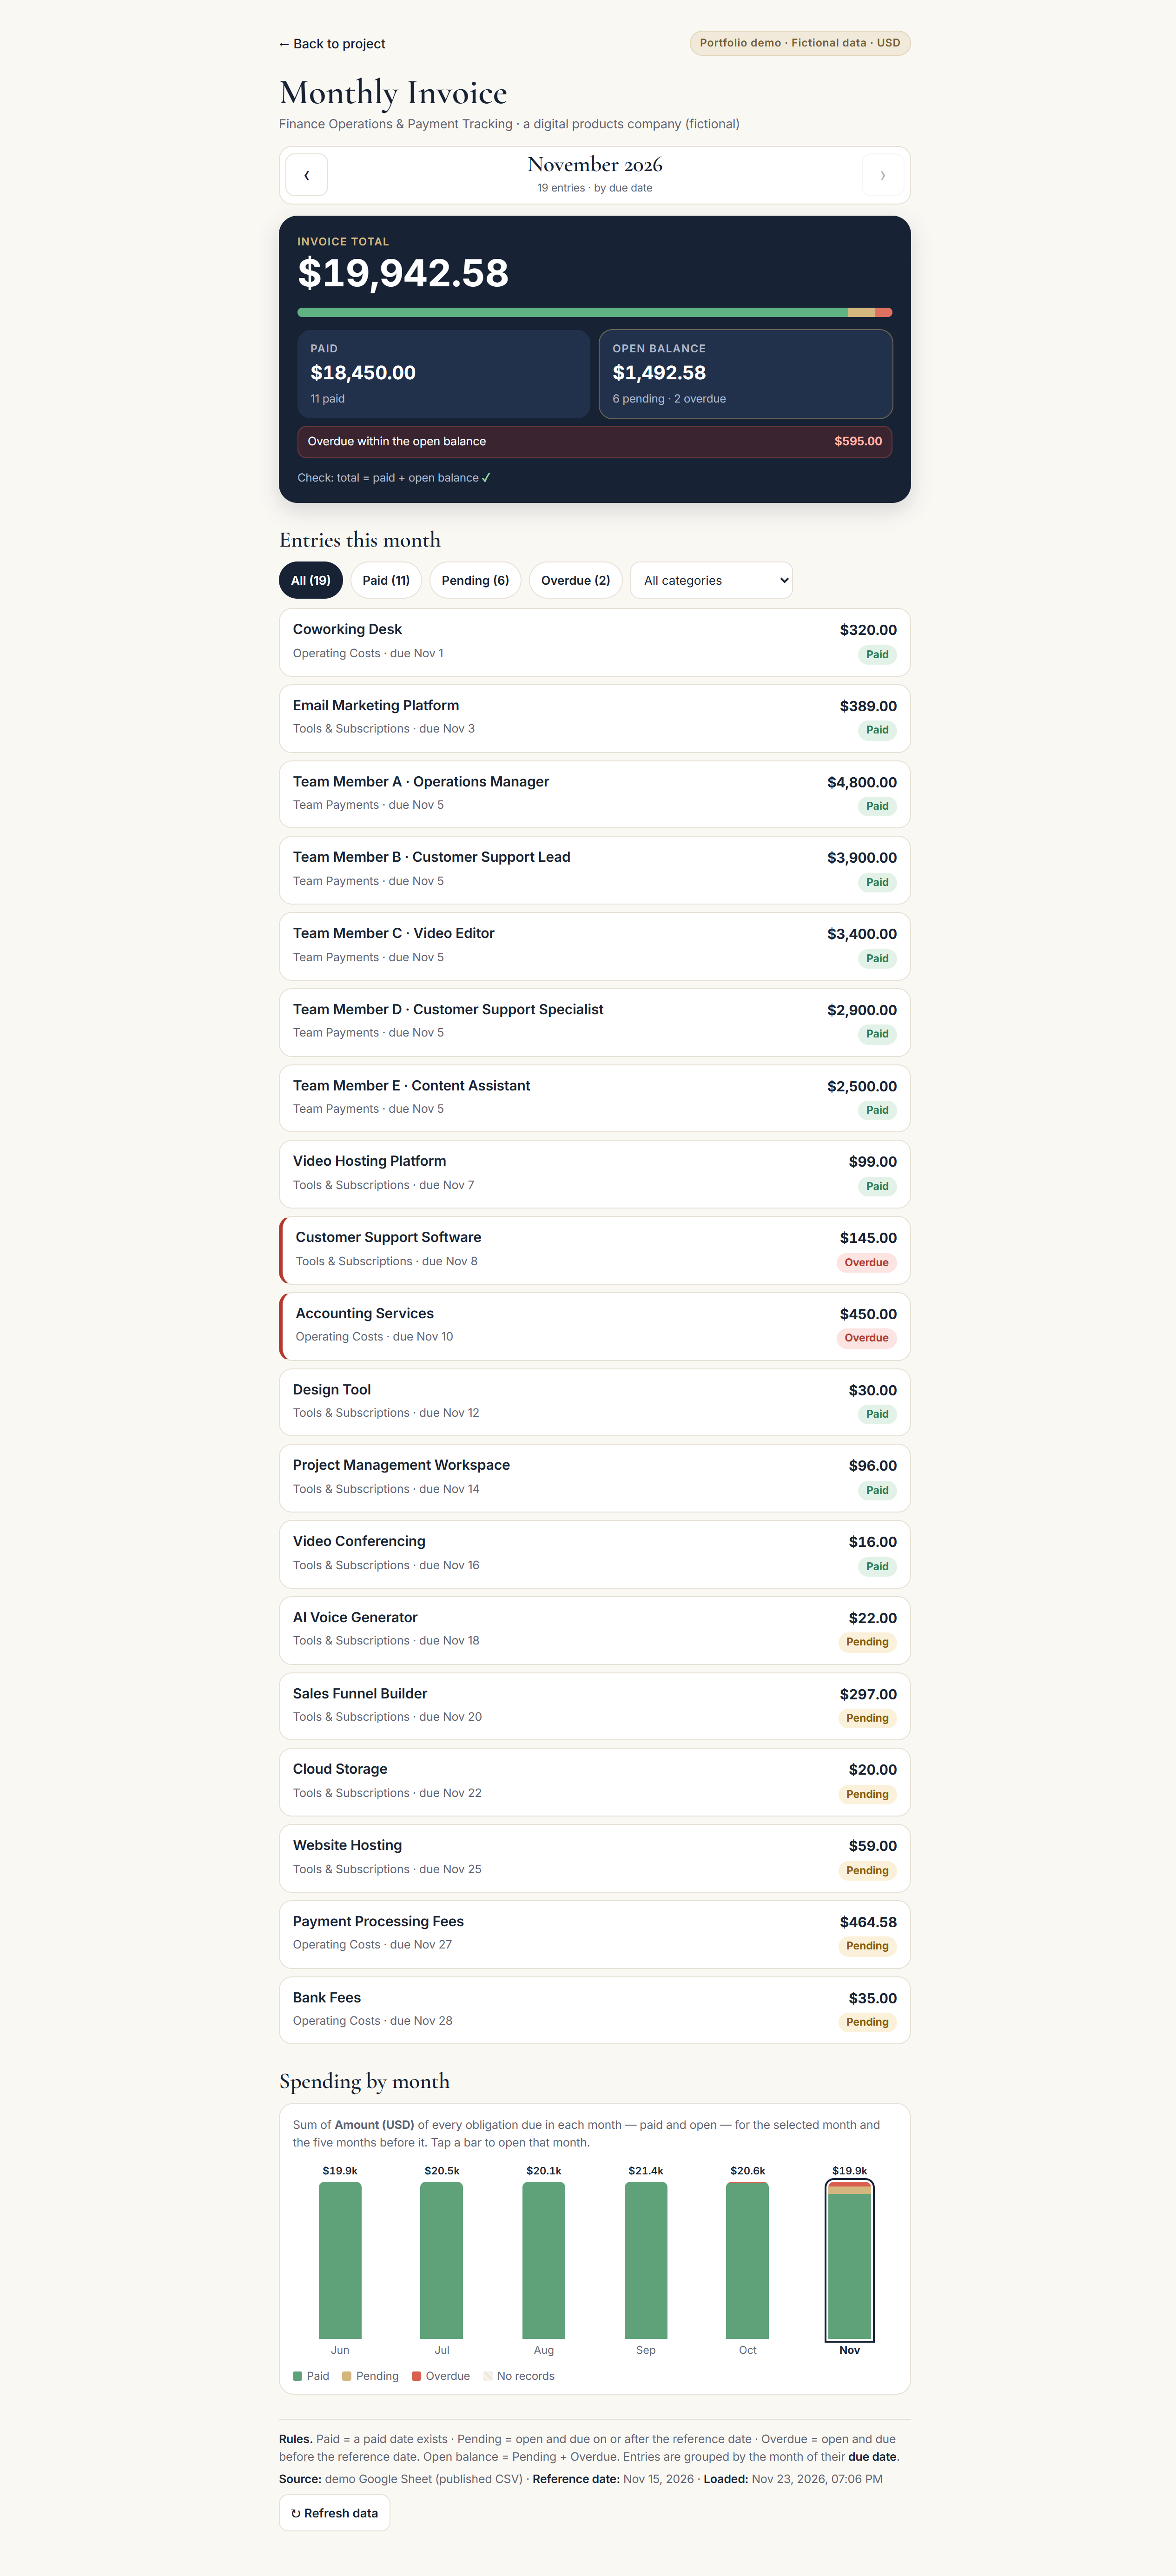 ← Back to project
Portfolio demo · Fictional data · USD
Monthly Invoice
Finance Operations & Payment Tracking · a digital products company (fictional)
‹
November 2026
›
19 entries · by due date
INVOICE TOTAL
$19,942.58
PAID
$18,450.00
11 paid
OPEN BALANCE
$1,492.58
6 pending · 2 overdue
Overdue within the open balance
$595.00
Check: total = paid + open balance ✓
Entries this month
All (19)
Paid (11)
Pending (6)
Overdue (2)
All categories
Coworking Desk
$320.00
Operating Costs · due Nov 1
Paid
Email Marketing Platform
$389.00
Tools & Subscriptions · due Nov 3
Paid
Team Member A · Operations Manager
$4,800.00
Team Payments · due Nov 5
Paid
Team Member B · Customer Support Lead
$3,900.00
Team Payments · due Nov 5
Paid
Team Member C · Video Editor
$3,400.00
Team Payments · due Nov 5
Paid
Team Member D · Customer Support Specialist
$2,900.00
Team Payments · due Nov 5
Paid
Team Member E · Content Assistant
$2,500.00
Team Payments · due Nov 5
Paid
Video Hosting Platform
$99.00
Tools & Subscriptions · due Nov 7
Paid
Customer Support Software
$145.00
Tools & Subscriptions · due Nov 8
Overdue
Accounting Services
$450.00
Operating Costs · due Nov 10
Overdue
Design Tool
$30.00
Tools & Subscriptions · due Nov 12
Paid
Project Management Workspace
$96.00
Tools & Subscriptions · due Nov 14
Paid
Video Conferencing
$16.00
Tools & Subscriptions · due Nov 16
Paid
AI Voice Generator
$22.00
Tools & Subscriptions · due Nov 18
Pending
Sales Funnel Builder
$297.00
Tools & Subscriptions · due Nov 20
Pending
Cloud Storage
$20.00
Tools & Subscriptions · due Nov 22
Pending
Website Hosting
$59.00
Tools & Subscriptions · due Nov 25
Pending
Payment Processing Fees
$464.58
Operating Costs · due Nov 27
Pending
Bank Fees
$35.00
Operating Costs · due Nov 28
Pending
Spending by month
Sum of Amount (USD) of every obligation due in each month — paid and open — for the selected month and
the five months before it. Tap a bar to open that month.
$19.9k
$20.5k
$20.1k
$21.4k
$20.6k
$19.9k
Jun
Jul
Aug
Sep
Oct
Nov
Paid
Pending
Overdue
No records
Rules. Paid = a paid date exists · Pending = open and due on or after the reference date · Overdue = open and due
before the reference date. Open balance = Pending + Overdue. Entries are grouped by the month of their due date.
Source: demo Google Sheet (published CSV) · Reference date: Nov 15, 2026 · Loaded: Nov 23, 2026, 07:06 PM
↻ Refresh data